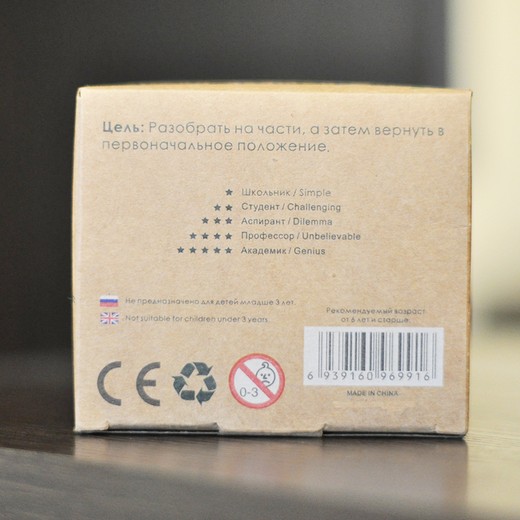 Цель: Разобрать на части, а затем вернуть в
первоначальное положение.
★ Школьник / Simple
★★ Студент / Challenging
★★★ Аспирант / Dilemma
★★★★ Профессор / Unbelievable
★★★★★ Академик / Genius
Не предназначено для детей младше 3 лет.
Not suitable for children under 3 years.
Рекомендуемый возраст
от 6 лет и старше
CE
0-3
6 939160 969916
MADE IN CHINA